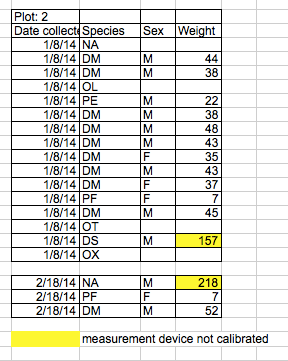 Plot: 2
Date collecte Species Sex Weight
1/8/14 NA
1/8/14 DM M 44
1/8/14 DM M 38
1/8/14 OL
1/8/14 PE M 22
1/8/14 DM M 38
1/8/14 DM M 48
1/8/14 DM M 43
1/8/14 DM F 35
1/8/14 DM M 43
1/8/14 DM F 37
1/8/14 PF F 7
1/8/14 DM M 45
1/8/14 OT
1/8/14 DS M 157
1/8/14 OX
2/18/14 NA M 218
2/18/14 PF F 7
2/18/14 DM M 52
measurement device not calibrated